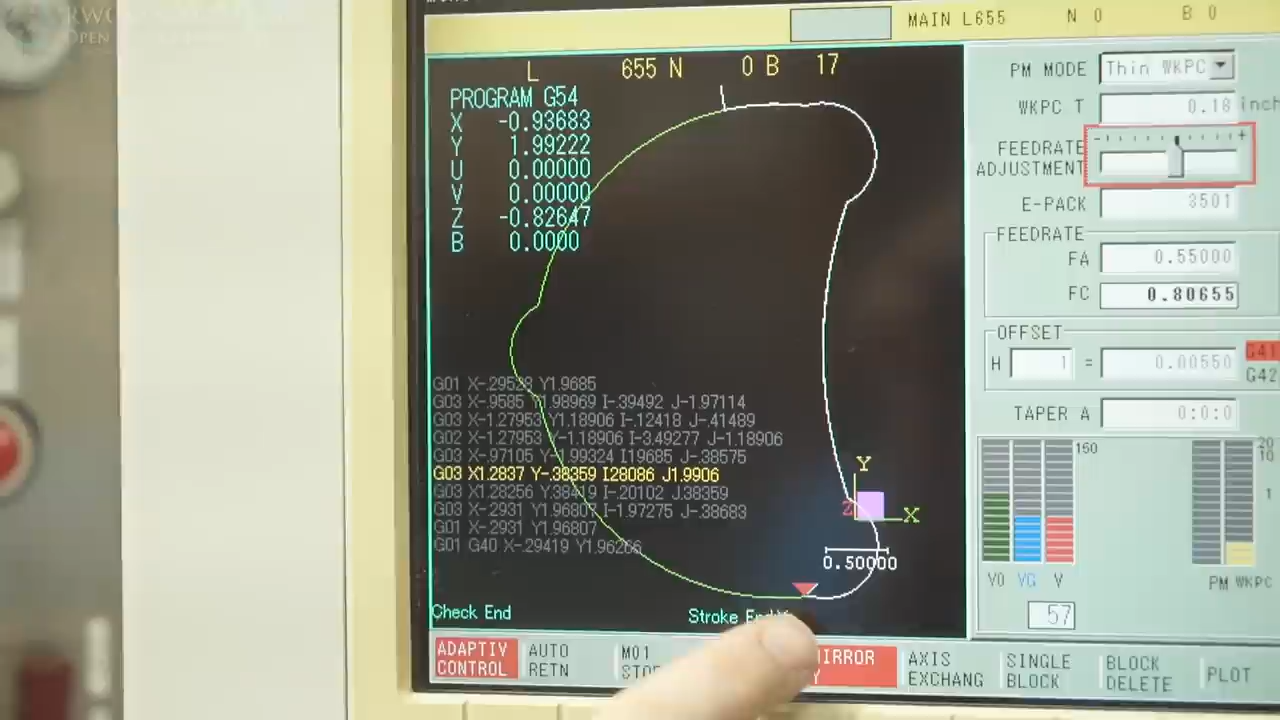 MAIN L655 N 0 B 0
L 655 N 0 B 17
PROGRAM G54
X -0.93683
Y 1.99222
U 0.00000
V 0.00000
Z -0.82647
B 0.0000
G01 X-.29528 Y1.9685
G03 X-.9585 Y1.98969 I-.39492 J-1.97114
G03 X-1.27953 Y1.18906 I-.12418 J-.41489
G02 X-1.27953 Y-1.18906 I-3.49277 J-1.18906
G03 X-.97105 Y-1.99324 I.19685 J-.38575
G03 X1.2837 Y-.38359 I.28086 J1.9906
G03 X1.28256 Y.38419 I-.20102 J.38359
G03 X-.2931 Y1.96807 I-1.97275 J-.38683
G01 X-.2931 Y1.96807
G01 G40 X-.29419 Y1.96266
Y
Z X
0.50000
Check End
Stroke End
PM MODE Thin WKPC
WKPC T 0.18 inch
FEEDRATE ADJUSTMENT - +
E-PACK 3501
FEEDRATE
FA 0.55000
FC 0.80655
OFFSET
H 1 = 0.00550 G41
G42
TAPER A 0:0:0
150
20
10
1
VO VG V PM WKPC
57
ADAPTIV CONTROL
AUTO RETN
M01
MIRROR Y
AXIS EXCHANG
SINGLE BLOCK
BLOCK DELETE
PLOT